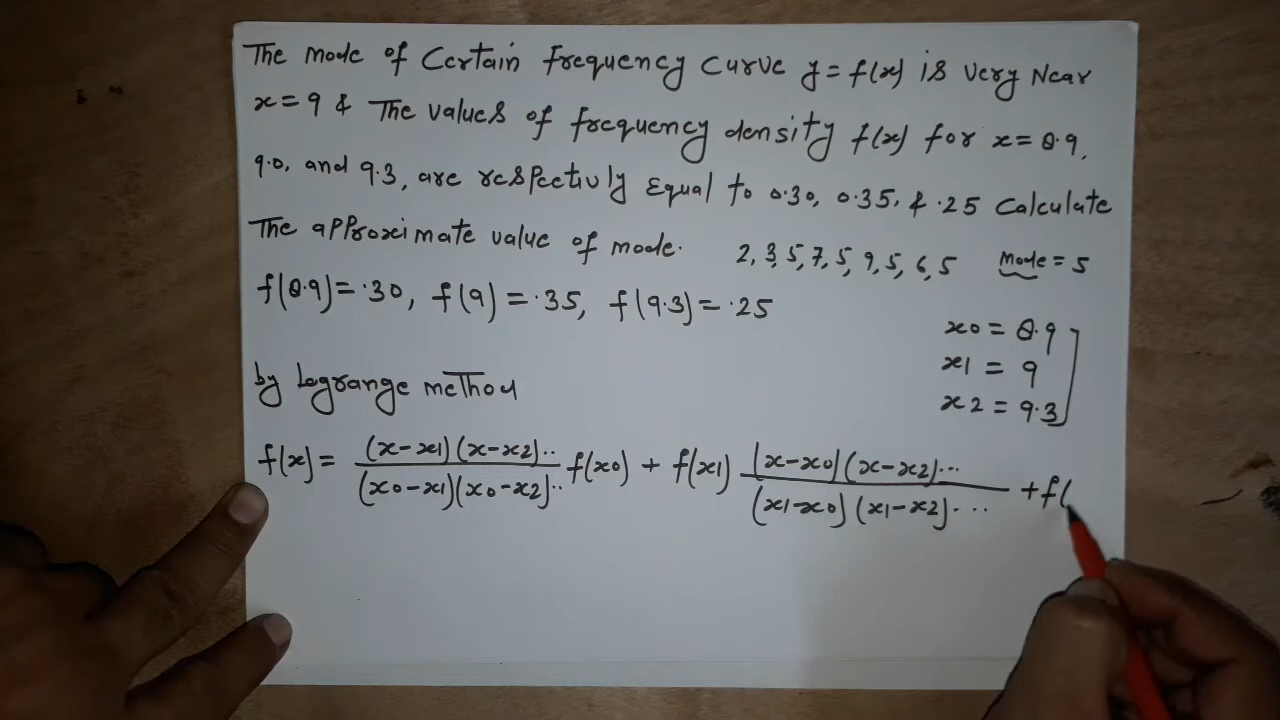 The mode of Certain frequency curve y = f(x) is very Near
x = 9 & The values of frequency density f(x) for x = 8.9,
9.0, and 9.3, are respectivly Equal to 0.30, 0.35, & .25 Calculate
The approximate value of mode.
2, 3, 5, 7, 5, 9, 5, 6, 5 mode = 5
f(8.9) = .30, f(9) = .35, f(9.3) = .25
x0 = 8.9
x1 = 9
x2 = 9.3
by lagrange method
f(x) = (x-x1)(x-x2).. / (x0-x1)(x0-x2).. f(x0) + f(x1) (x-x0)(x-x2)... / (x1-x0)(x1-x2)... + f(